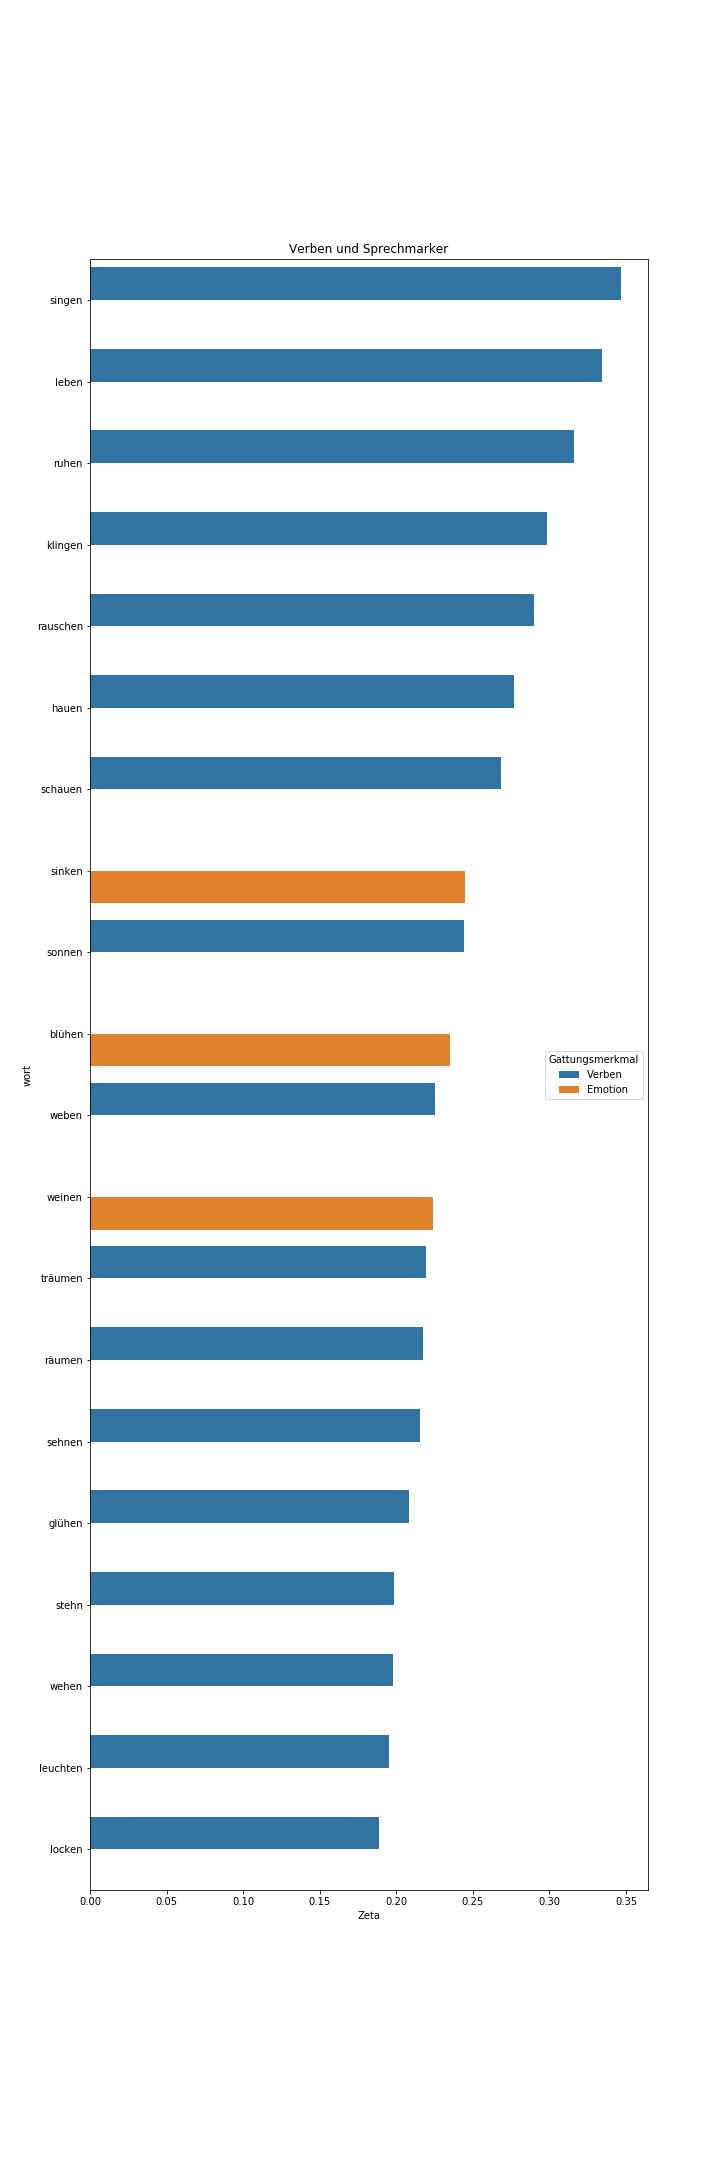 Verben und Sprechmarker
singen
leben
ruhen
klingen
rauschen
hauen
schauen
sinken
sonnen
blühen
wort
Gattungsmerkmal
Verben
Emotion
weben
weinen
träumen
räumen
sehnen
glühen
stehn
wehen
leuchten
locken
0.00 0.05 0.10 0.15 0.20 0.25 0.30 0.35
Zeta